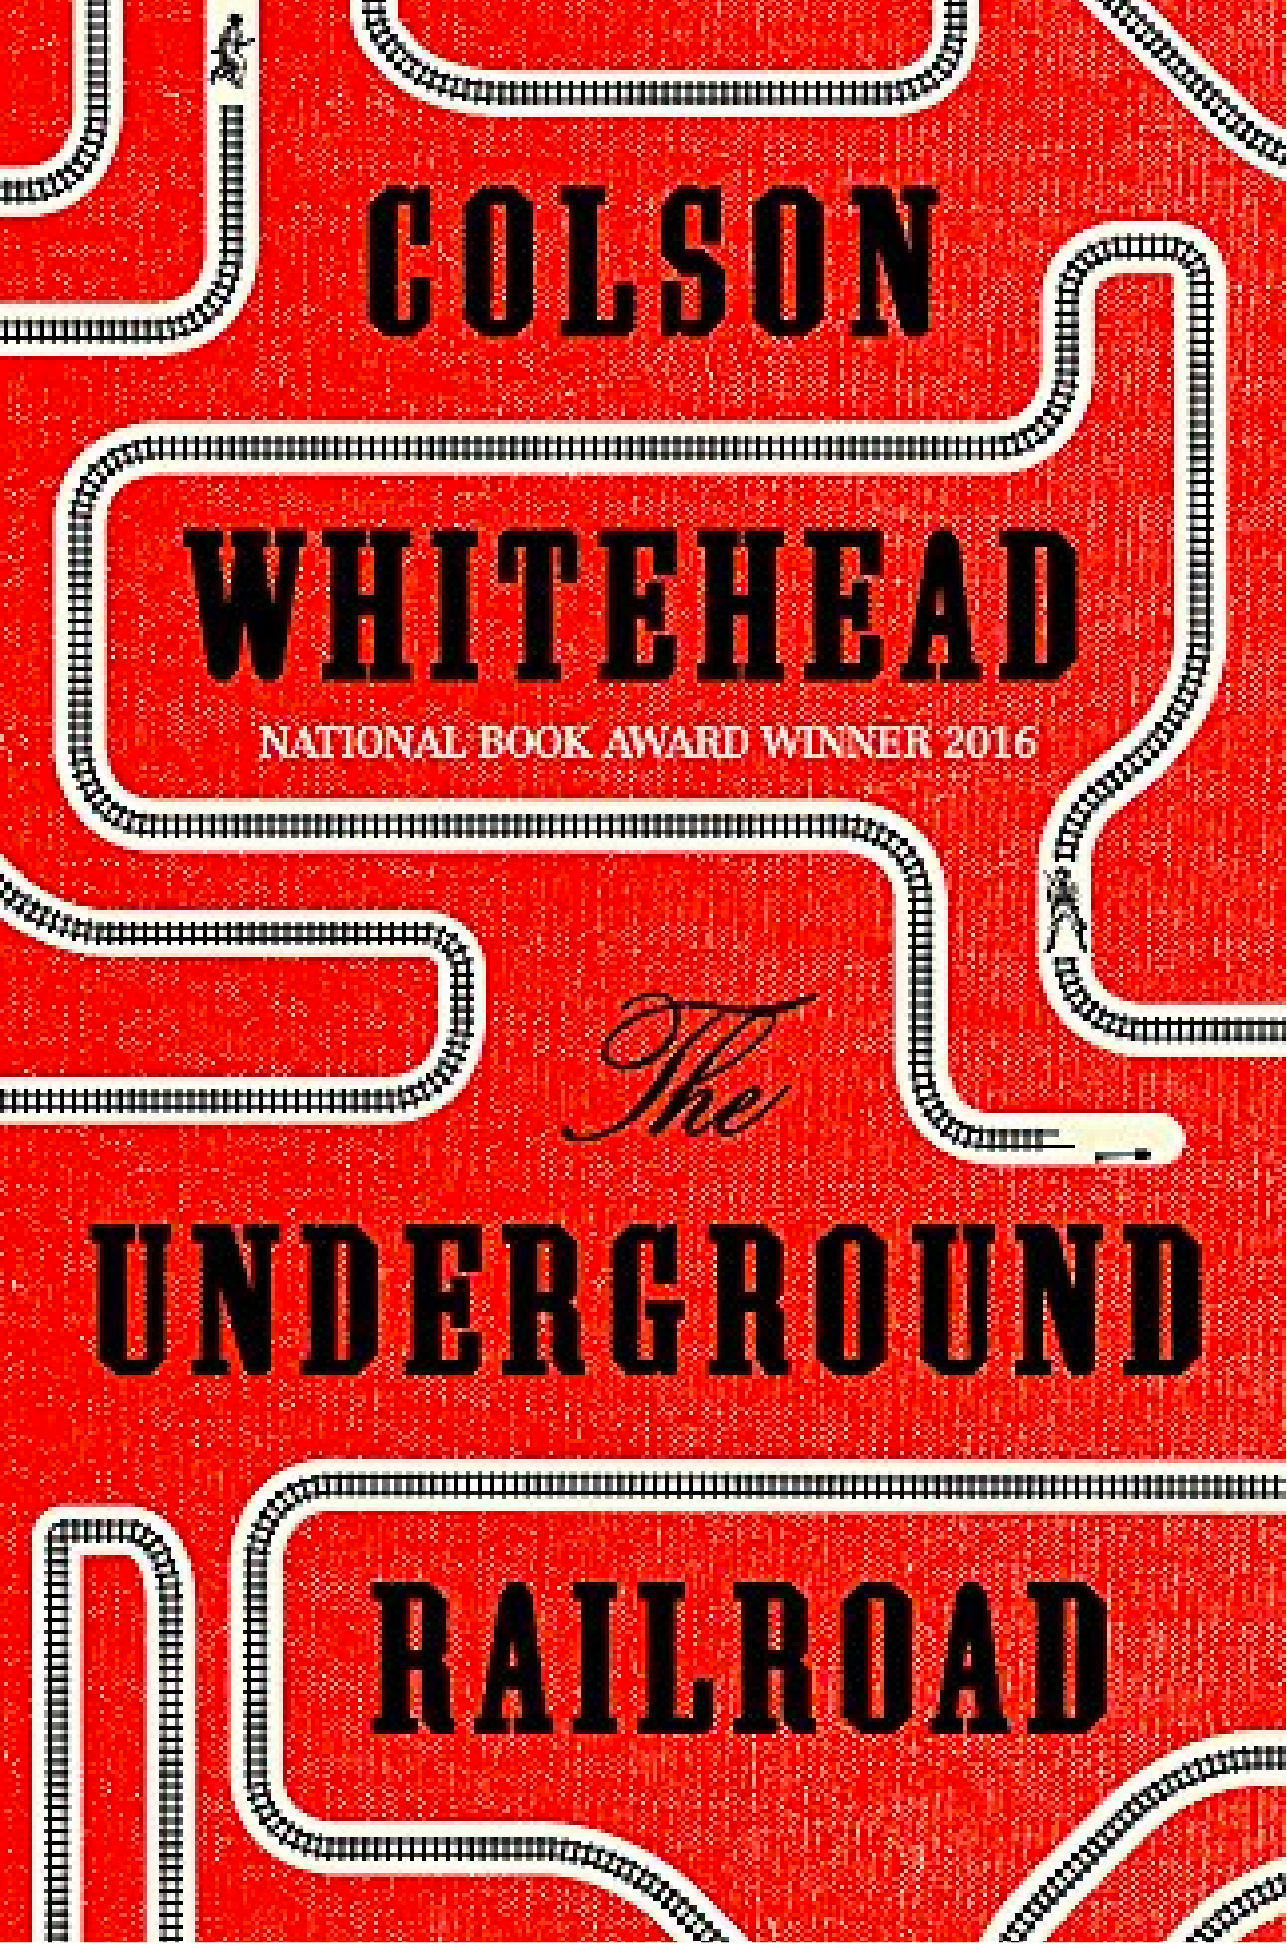 COLSON
WHITEHEAD
NATIONAL BOOK AWARD WINNER 2016
The
UNDERGROUND
RAILROAD